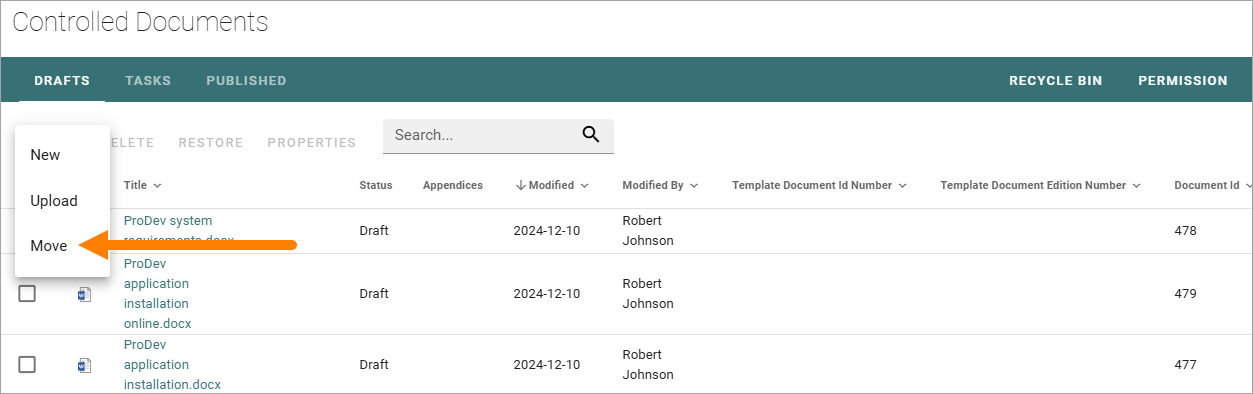 Controlled Documents
DRAFTS TASKS PUBLISHED RECYCLE BIN PERMISSION
New
Upload
Move
ELETE RESTORE PROPERTIES Search...
Title Status Appendices Modified Modified By Template Document Id Number Template Document Edition Number Document Id
ProDev system
requirements.docx
Draft 2024-12-10 Robert
Johnson
478
ProDev
application
installation
online.docx
Draft 2024-12-10 Robert
Johnson
479
ProDev
application
installation.docx
Draft 2024-12-10 Robert
Johnson
477